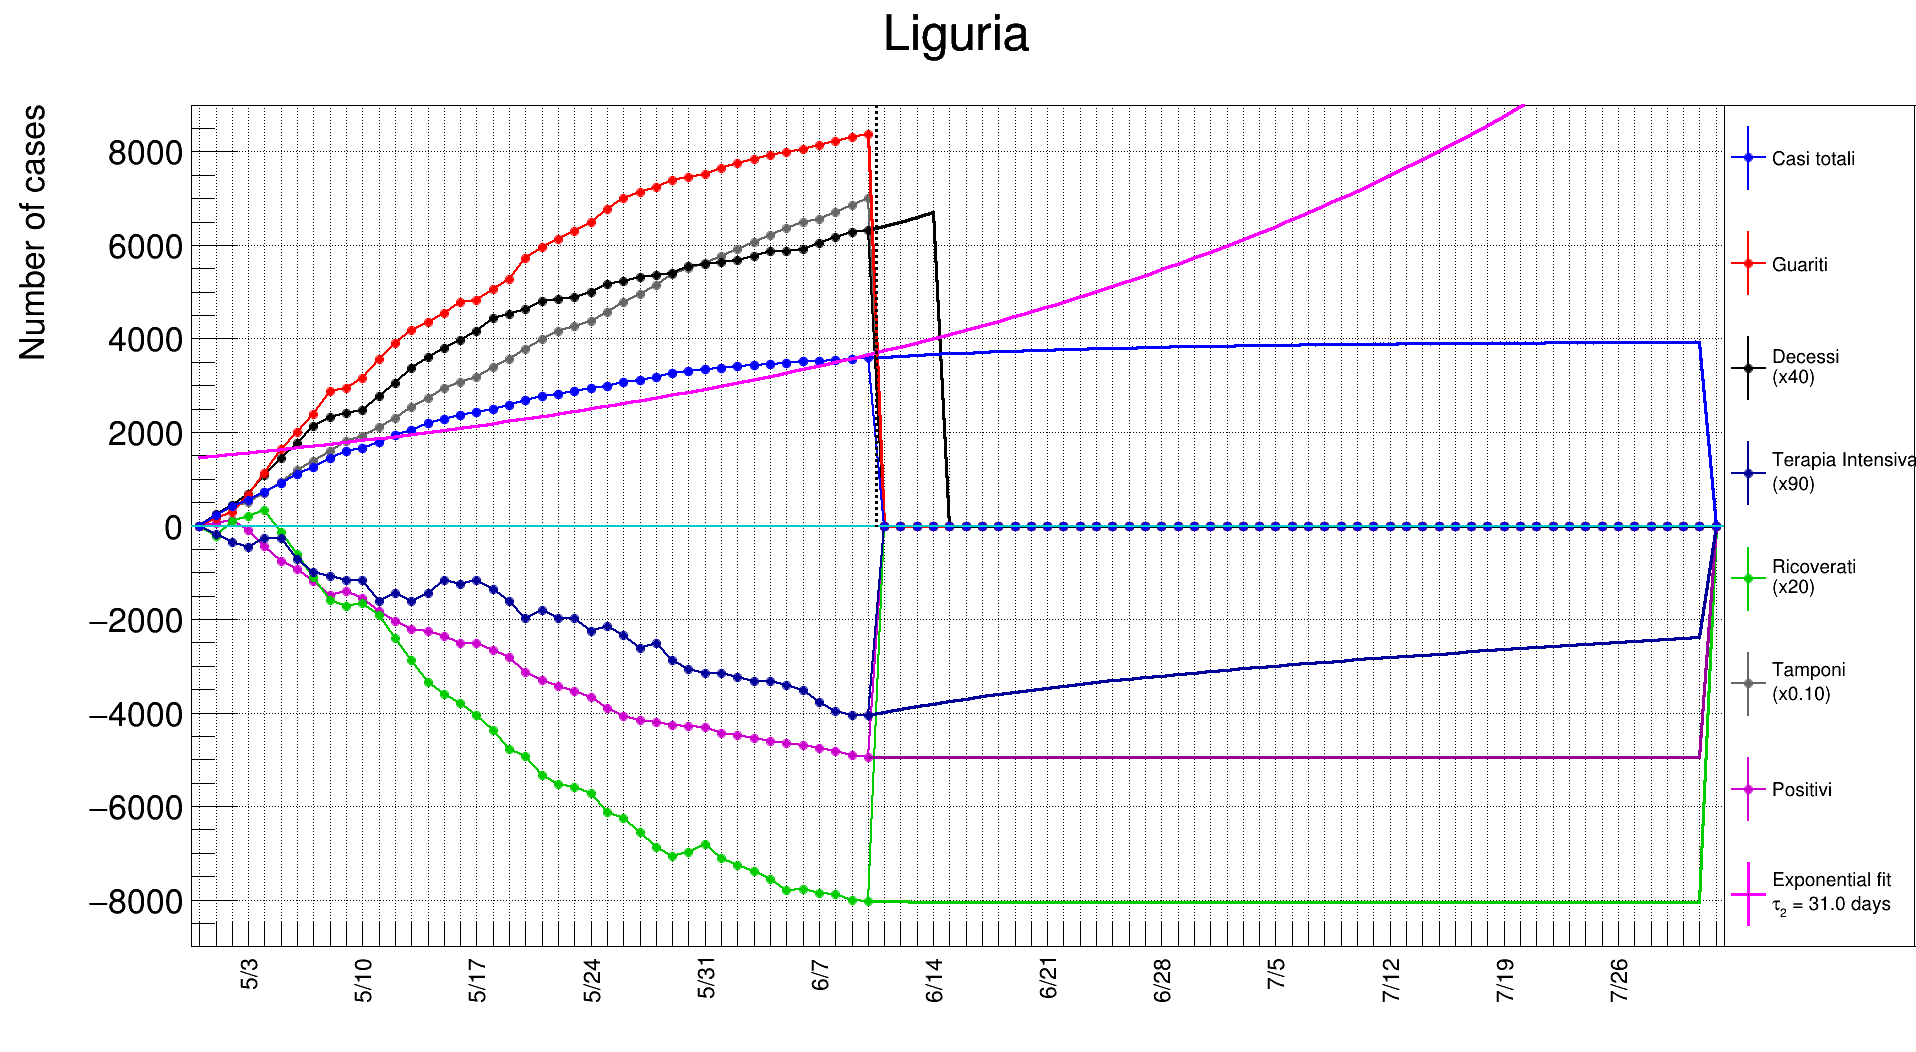 Liguria
Number of cases
8000
6000
4000
2000
0
−2000
−4000
−6000
−8000
5/3
5/10
5/17
5/24
5/31
6/7
6/14
6/21
6/28
7/5
7/12
7/19
7/26
Casi totali
Guariti
Decessi
(x40)
Terapia Intensiva
(x90)
Ricoverati
(x20)
Tamponi
(x0.10)
Positivi
Exponential fit
τ2 = 31.0 days